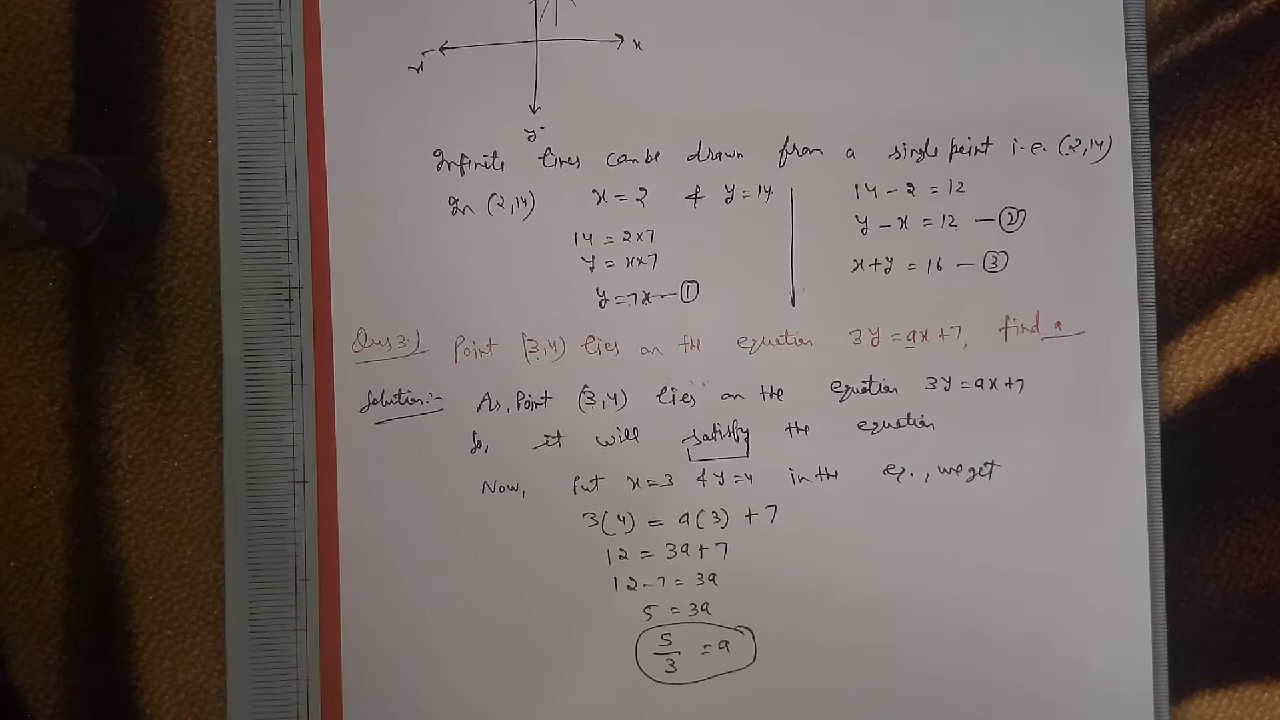 x' x
y'
Infinite lines can be drawn from a single point i.e. (2,14)
In (2,14) x = 2 & y = 14
14 = 2×7
y = x×7
y = 7x — ①
14 - 2 = 12
y - x = 12 — ②
x + y = 16 — ③
Ques 3.) Point (3,4) lies on the equation 3y = ax + 7, find a
Solution:- As, Point (3,4) lies on the equation 3y = ax + 7
So, it will satisfy the equation
Now, Put x = 3 & y = 4 in the eq., we get
3(4) = a(3) + 7
12 = 3a + 7
12 - 7 = 3a
5 = 3a
5/3 = a